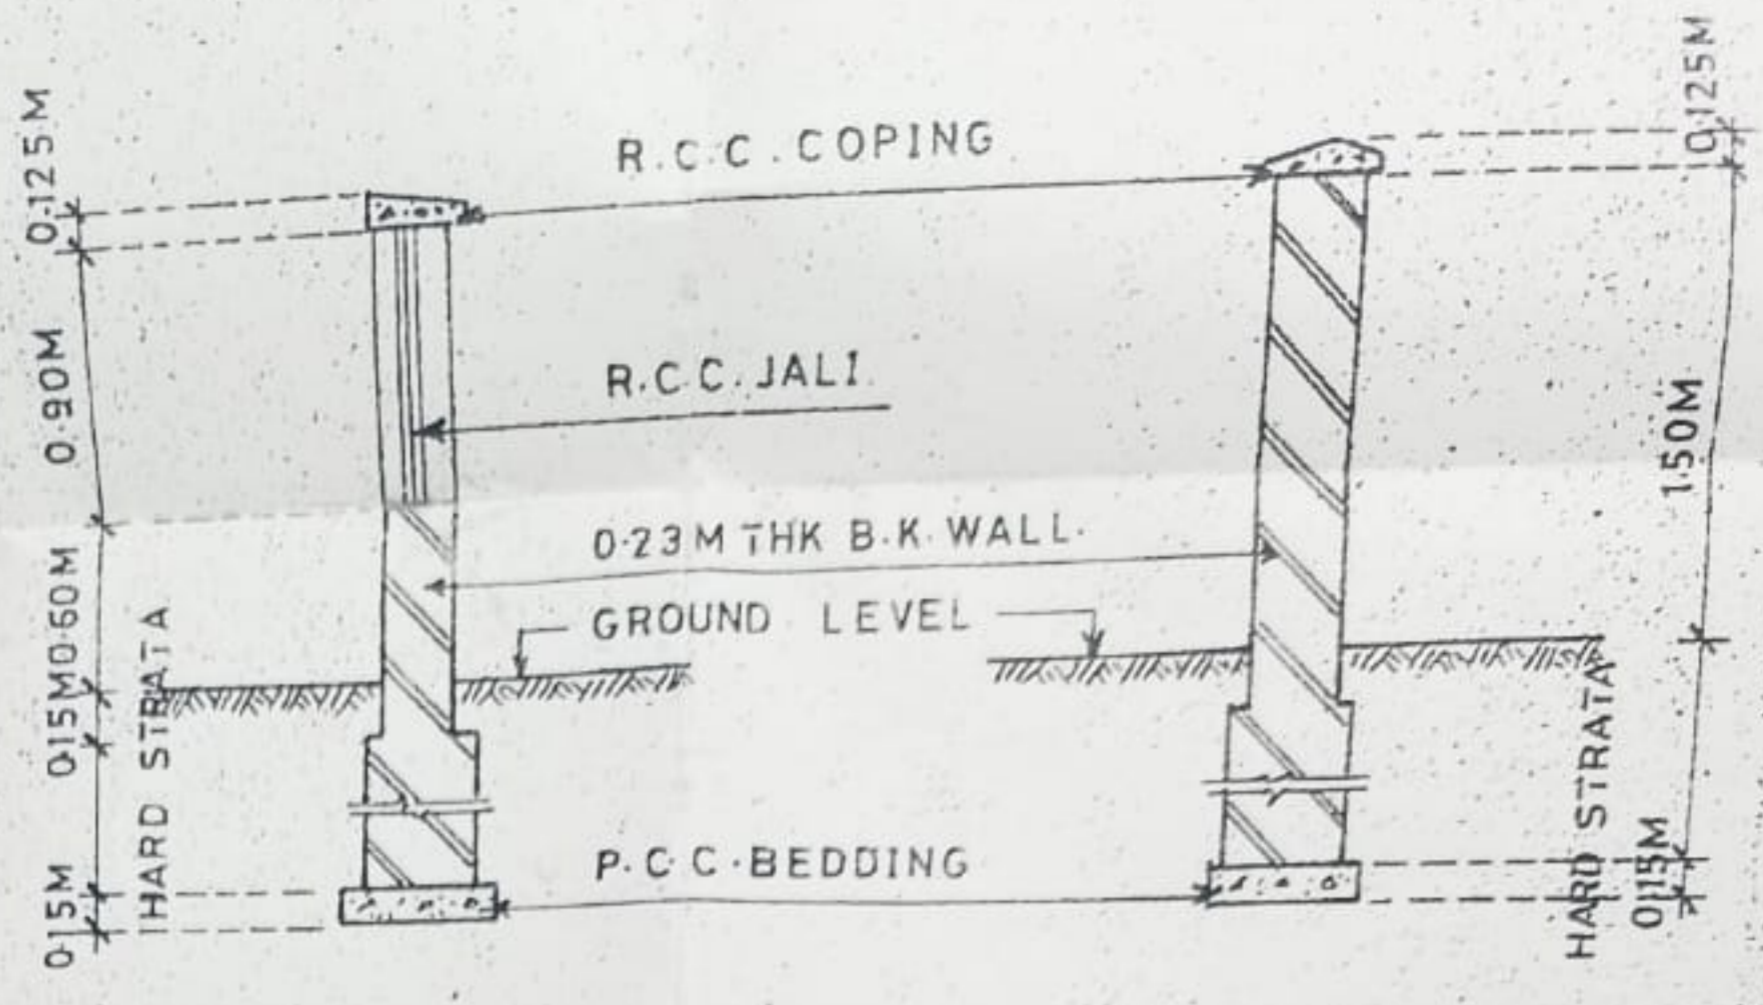 0.125M
R.C.C. COPING
0.125M
0.90M
R.C.C. JALI
1.50M
0.23M THK B.K. WALL.
0.60M
GROUND LEVEL
0.15M
HARD STRATA
HARD STRATA
P.C.C. BEDDING
0.15M
0.15M